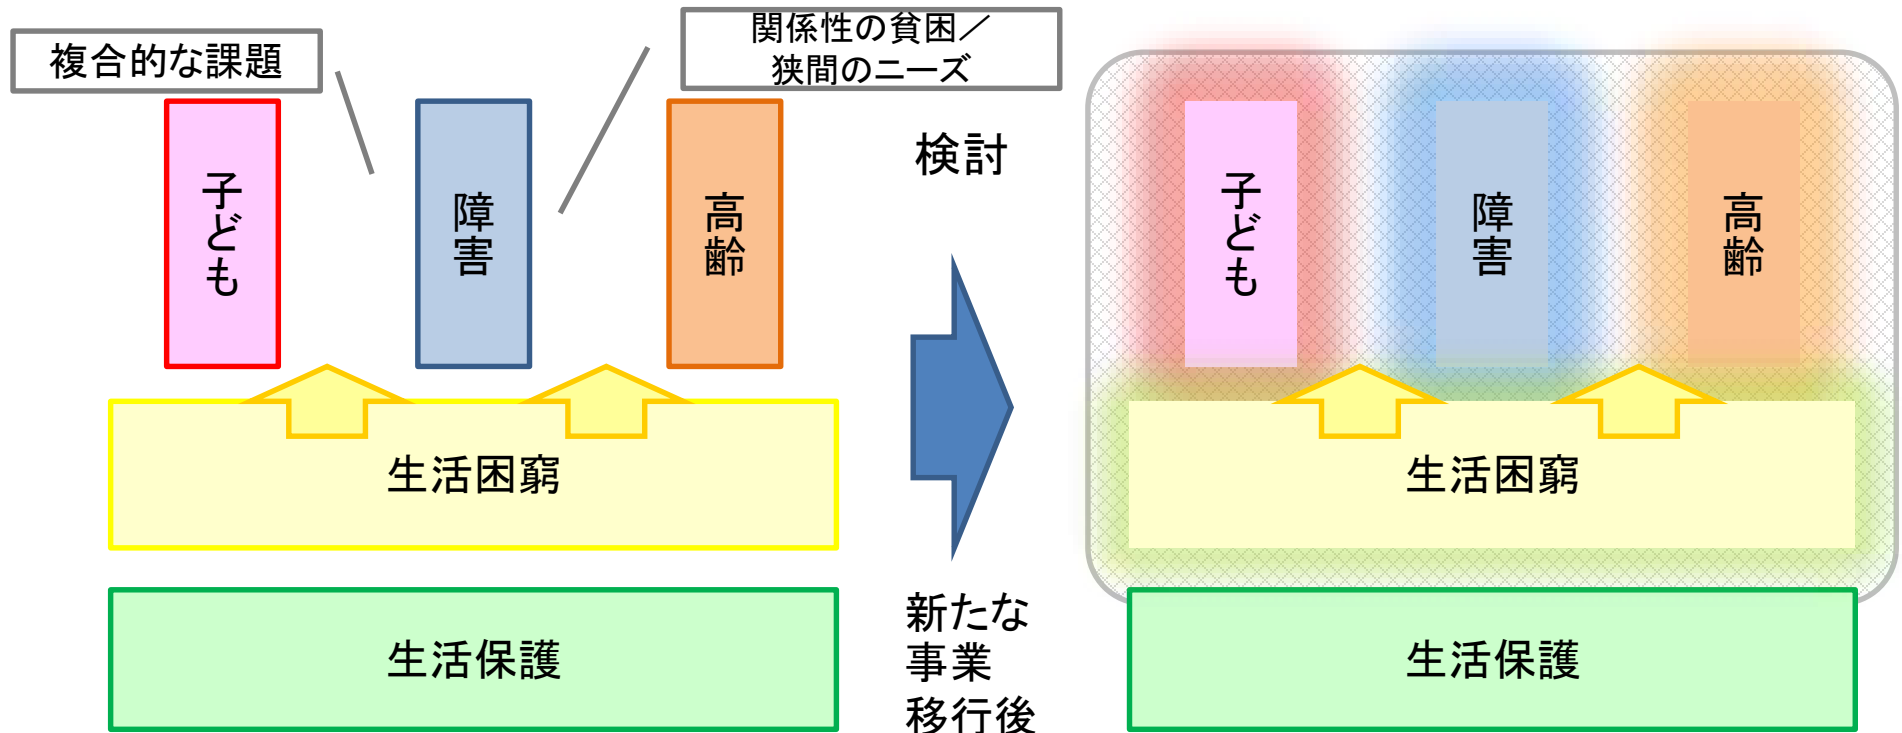 複合的な課題
関係性の貧困／
狭間のニーズ
子ども
障害
高齢
生活困窮
生活保護
検討
新たな
事業
移行後
子ども
障害
高齢
生活困窮
生活保護